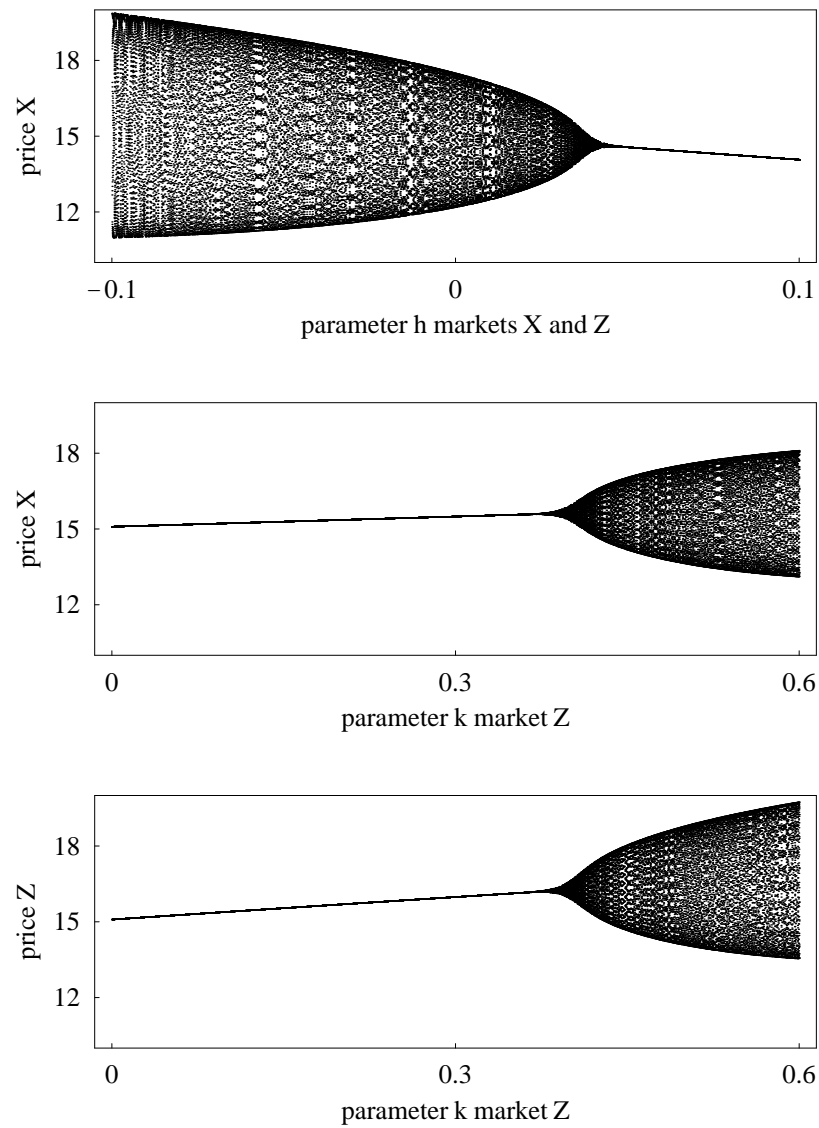 18
15
12
price X
−0.1 0 0.1
parameter h markets X and Z
18
15
12
price X
0 0.3 0.6
parameter k market Z
18
15
12
price Z
0 0.3 0.6
parameter k market Z